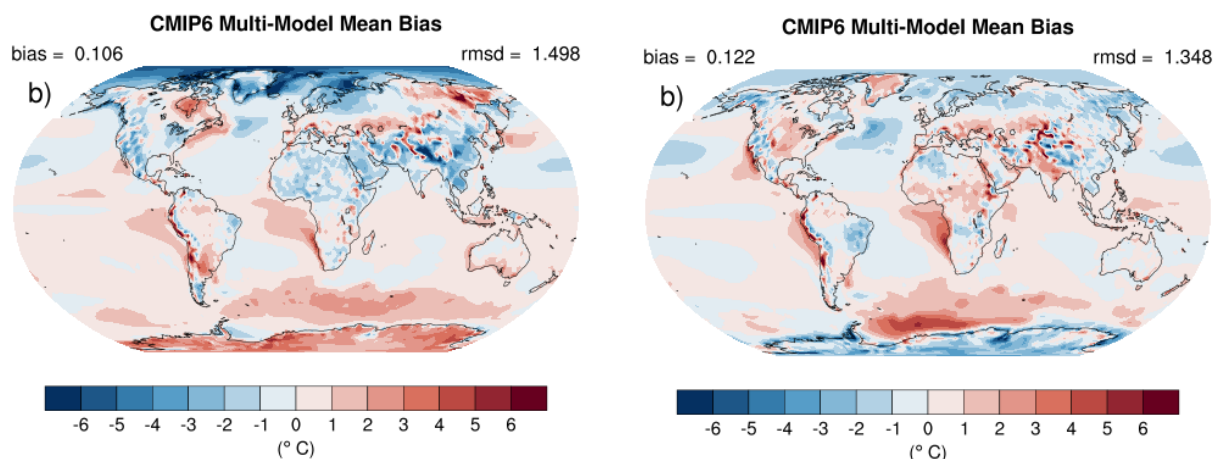 CMIP6 Multi-Model Mean Bias
bias = 0.106 rmsd = 1.498
b)
-6 -5 -4 -3 -2 -1 0 1 2 3 4 5 6
(° C)
CMIP6 Multi-Model Mean Bias
bias = 0.122 rmsd = 1.348
b)
-6 -5 -4 -3 -2 -1 0 1 2 3 4 5 6
(° C)